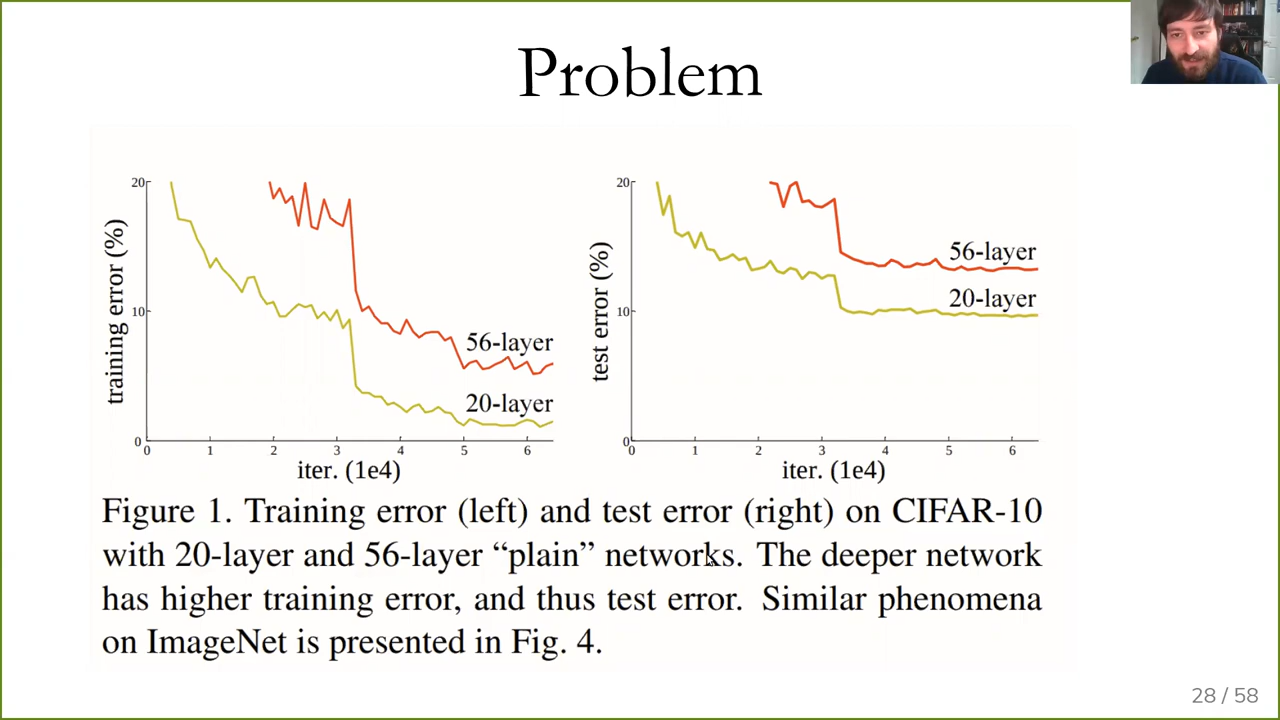 Problem
20
10
0
training error (%)
0 1 2 3 4 5 6
iter. (1e4)
56-layer
20-layer
20
10
0
test error (%)
0 1 2 3 4 5 6
iter. (1e4)
56-layer
20-layer
Figure 1. Training error (left) and test error (right) on CIFAR-10
with 20-layer and 56-layer “plain” networks. The deeper network
has higher training error, and thus test error. Similar phenomena
on ImageNet is presented in Fig. 4.
28 / 58